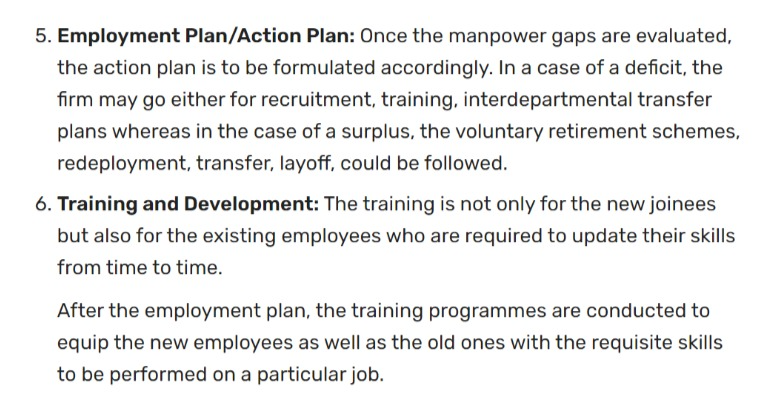 5. Employment Plan/Action Plan: Once the manpower gaps are evaluated,
the action plan is to be formulated accordingly. In a case of a deficit, the
firm may go either for recruitment, training, interdepartmental transfer
plans whereas in the case of a surplus, the voluntary retirement schemes,
redeployment, transfer, layoff, could be followed.
6. Training and Development: The training is not only for the new joinees
but also for the existing employees who are required to update their skills
from time to time.
After the employment plan, the training programmes are conducted to
equip the new employees as well as the old ones with the requisite skills
to be performed on a particular job.